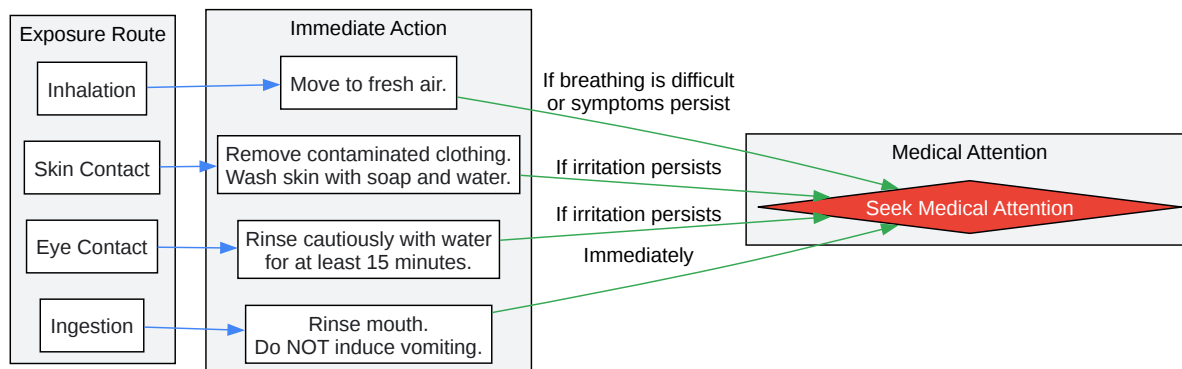 Exposure Route
Immediate Action
Inhalation
Move to fresh air.
If breathing is difficult
or symptoms persist
Skin Contact
Remove contaminated clothing.
Wash skin with soap and water.
If irritation persists
Medical Attention
Seek Medical Attention
Eye Contact
Rinse cautiously with water
for at least 15 minutes.
If irritation persists
Immediately
Ingestion
Rinse mouth.
Do NOT induce vomiting.